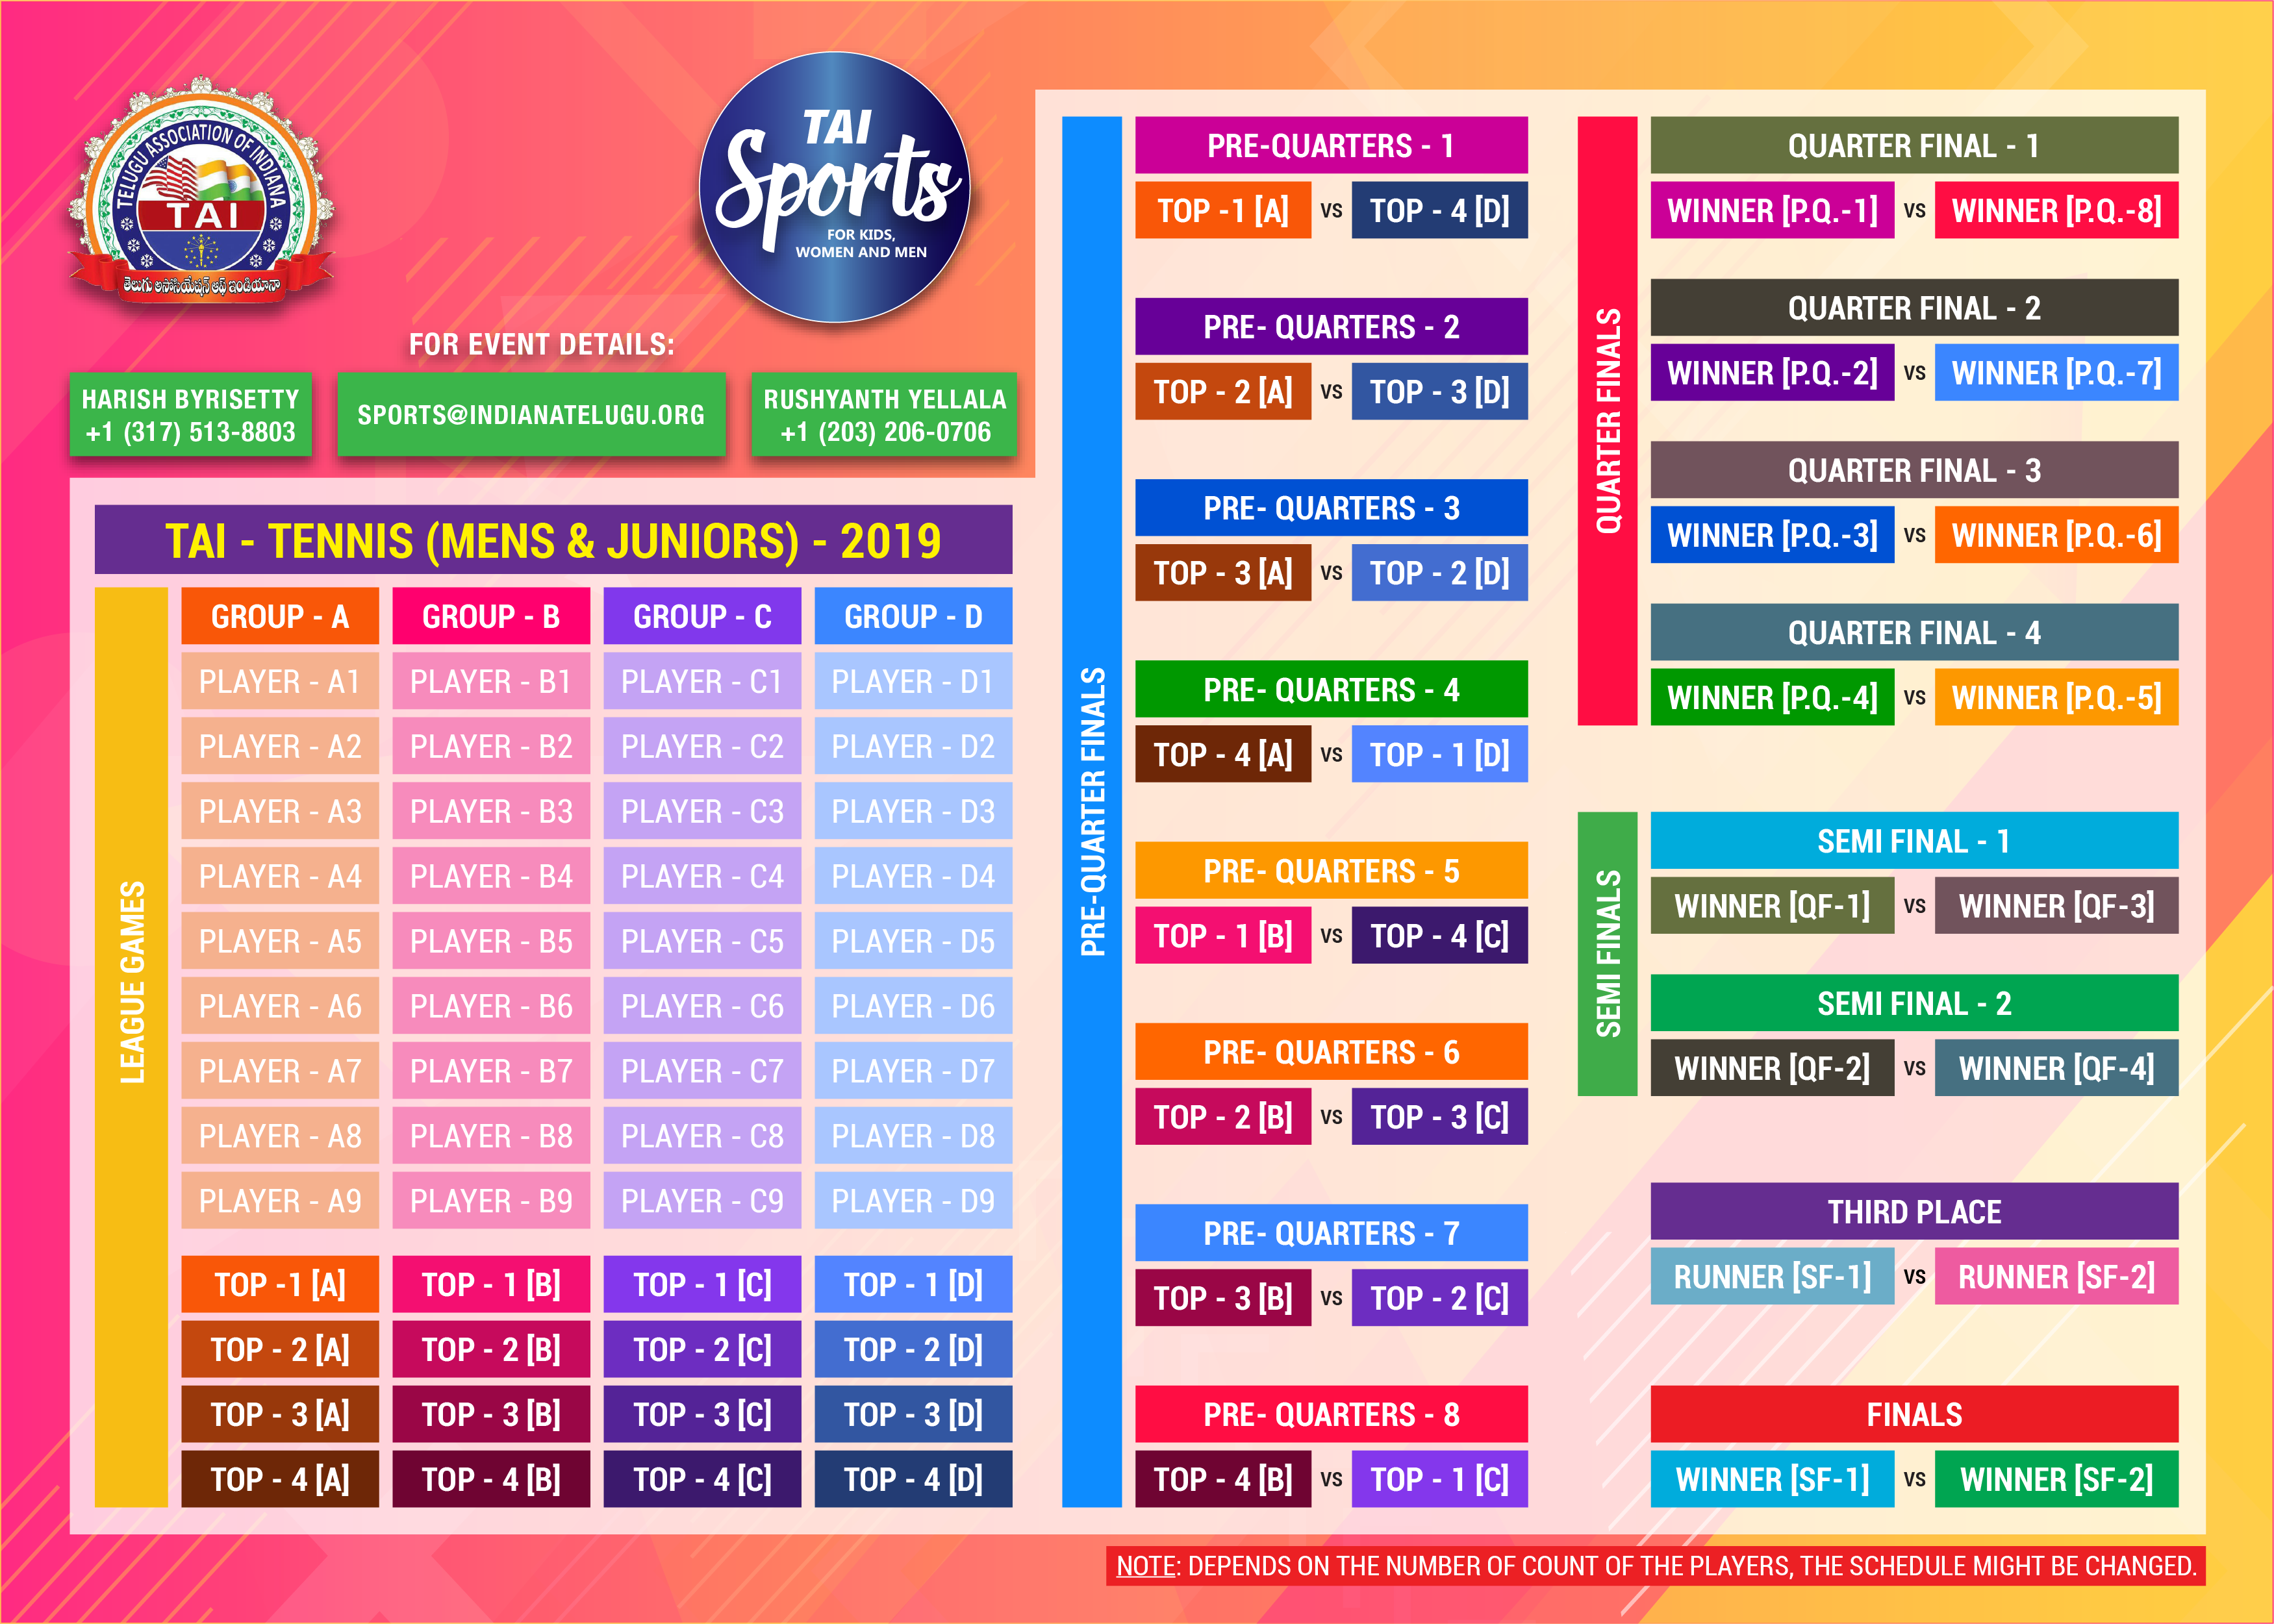 TELUGU ASSOCIATION OF INDIANA
TAI
తెలుగు అసోసియేషన్ ఆఫ్ ఇండియానా
TAI
Sports
FOR KIDS,
WOMEN AND MEN
FOR EVENT DETAILS:
HARISH BYRISETTY
+1 (317) 513-8803
SPORTS@INDIANATELUGU.ORG
RUSHYANTH YELLALA
+1 (203) 206-0706
TAI - TENNIS (MENS & JUNIORS) - 2019
LEAGUE GAMES
GROUP - A GROUP - B GROUP - C GROUP - D
PLAYER - A1 PLAYER - B1 PLAYER - C1 PLAYER - D1
PLAYER - A2 PLAYER - B2 PLAYER - C2 PLAYER - D2
PLAYER - A3 PLAYER - B3 PLAYER - C3 PLAYER - D3
PLAYER - A4 PLAYER - B4 PLAYER - C4 PLAYER - D4
PLAYER - A5 PLAYER - B5 PLAYER - C5 PLAYER - D5
PLAYER - A6 PLAYER - B6 PLAYER - C6 PLAYER - D6
PLAYER - A7 PLAYER - B7 PLAYER - C7 PLAYER - D7
PLAYER - A8 PLAYER - B8 PLAYER - C8 PLAYER - D8
PLAYER - A9 PLAYER - B9 PLAYER - C9 PLAYER - D9
TOP -1 [A] TOP - 1 [B] TOP - 1 [C] TOP - 1 [D]
TOP - 2 [A] TOP - 2 [B] TOP - 2 [C] TOP - 2 [D]
TOP - 3 [A] TOP - 3 [B] TOP - 3 [C] TOP - 3 [D]
TOP - 4 [A] TOP - 4 [B] TOP - 4 [C] TOP - 4 [D]
PRE-QUARTER FINALS
PRE-QUARTERS - 1
TOP -1 [A] VS TOP - 4 [D]
PRE- QUARTERS - 2
TOP - 2 [A] VS TOP - 3 [D]
PRE- QUARTERS - 3
TOP - 3 [A] VS TOP - 2 [D]
PRE- QUARTERS - 4
TOP - 4 [A] VS TOP - 1 [D]
PRE- QUARTERS - 5
TOP - 1 [B] VS TOP - 4 [C]
PRE- QUARTERS - 6
TOP - 2 [B] VS TOP - 3 [C]
PRE- QUARTERS - 7
TOP - 3 [B] VS TOP - 2 [C]
PRE- QUARTERS - 8
TOP - 4 [B] VS TOP - 1 [C]
QUARTER FINALS
QUARTER FINAL - 1
WINNER [P.Q.-1] VS WINNER [P.Q.-8]
QUARTER FINAL - 2
WINNER [P.Q.-2] VS WINNER [P.Q.-7]
QUARTER FINAL - 3
WINNER [P.Q.-3] VS WINNER [P.Q.-6]
QUARTER FINAL - 4
WINNER [P.Q.-4] VS WINNER [P.Q.-5]
SEMI FINALS
SEMI FINAL - 1
WINNER [QF-1] VS WINNER [QF-3]
SEMI FINAL - 2
WINNER [QF-2] VS WINNER [QF-4]
THIRD PLACE
RUNNER [SF-1] VS RUNNER [SF-2]
FINALS
WINNER [SF-1] VS WINNER [SF-2]
NOTE: DEPENDS ON THE NUMBER OF COUNT OF THE PLAYERS, THE SCHEDULE MIGHT BE CHANGED.